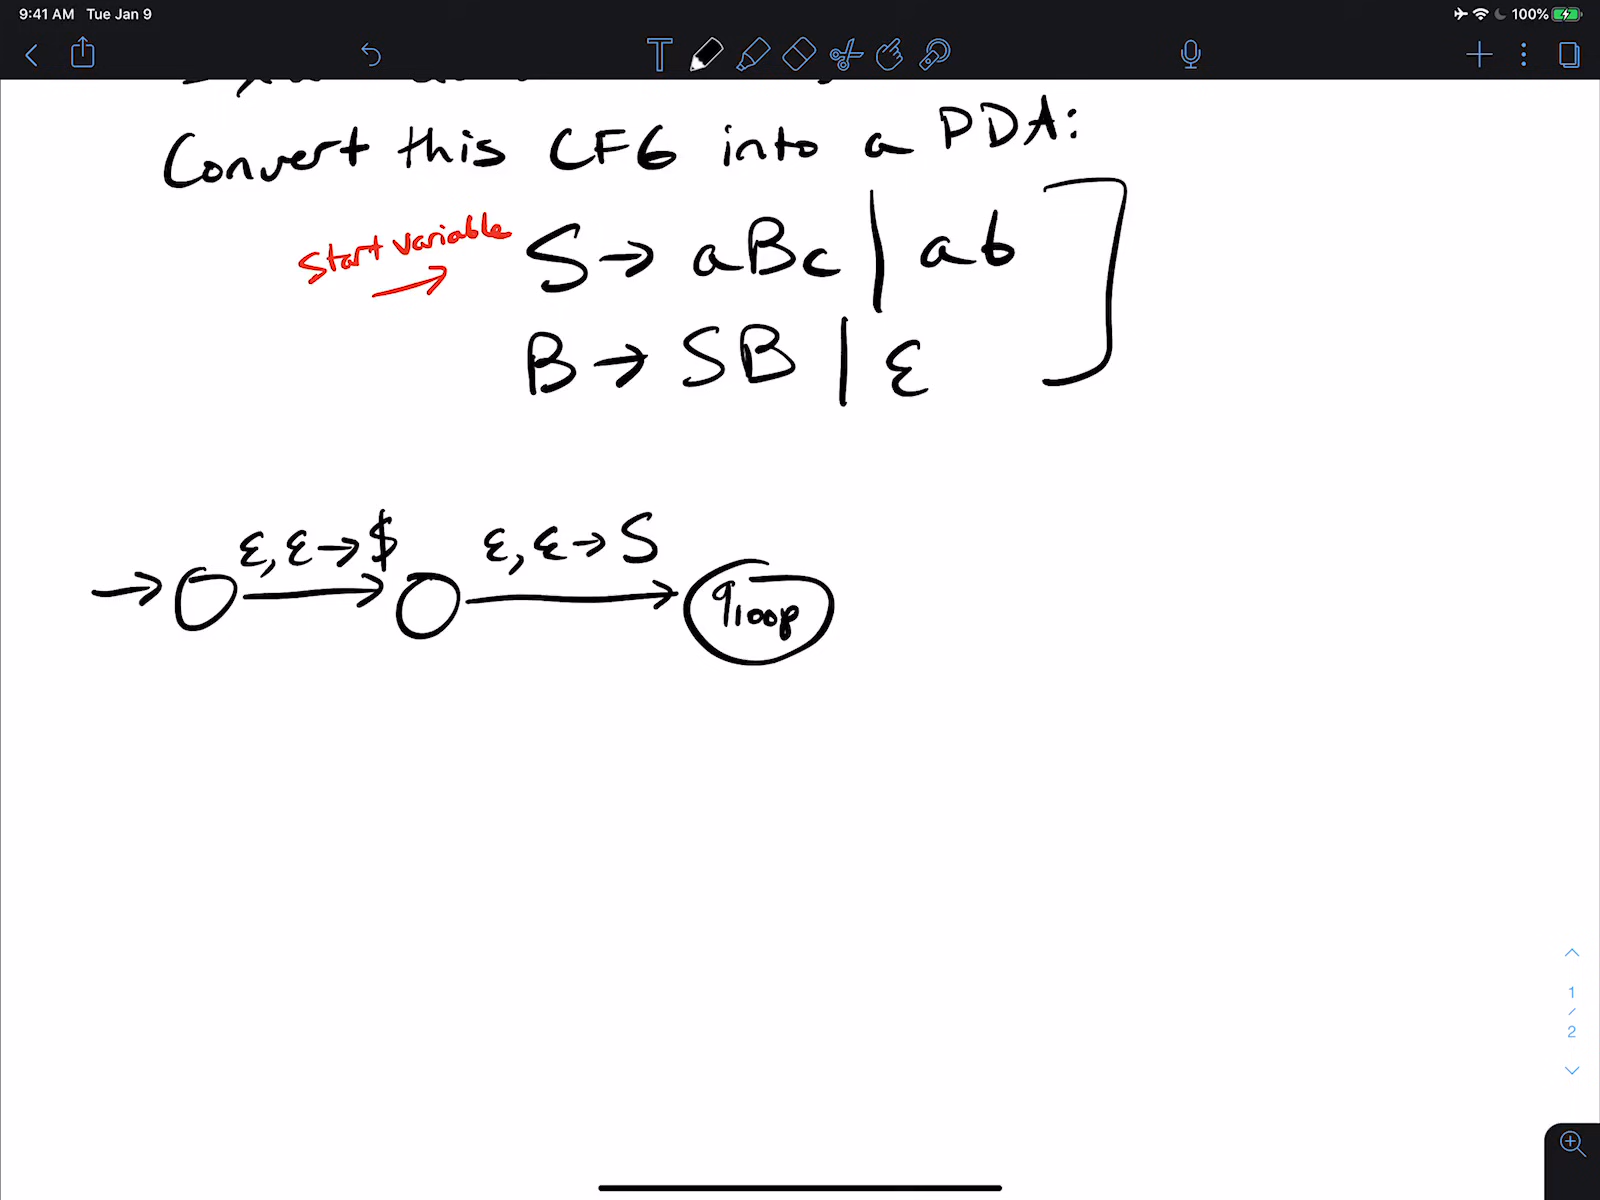 9:41 AM Tue Jan 9
100%
Convert this CFG into a PDA:
Start variable
S → aBc | ab
B → SB | ε
ε, ε → $
ε, ε → S
qloop
1
/
2